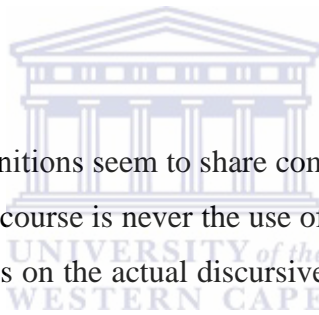 nitions seem to share con
course is never the use of
UNIVERSITY of the
s on the actual discursive
WESTERN CAPE